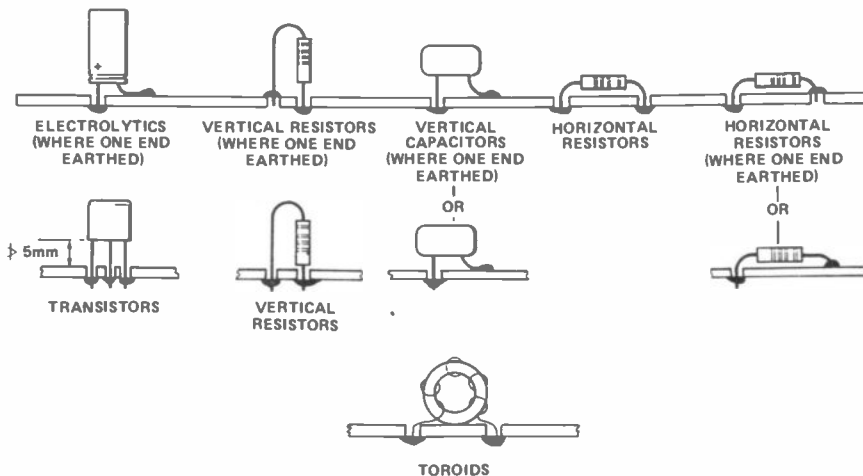 +
ELECTROLYTICS
(WHERE ONE END
EARTHED)
VERTICAL RESISTORS
(WHERE ONE END
EARTHED)
VERTICAL
CAPACITORS
(WHERE ONE END
EARTHED)
OR
HORIZONTAL
RESISTORS
HORIZONTAL
RESISTORS
(WHERE ONE END
EARTHED)
OR
≯ 5mm
TRANSISTORS
VERTICAL
RESISTORS
TOROIDS